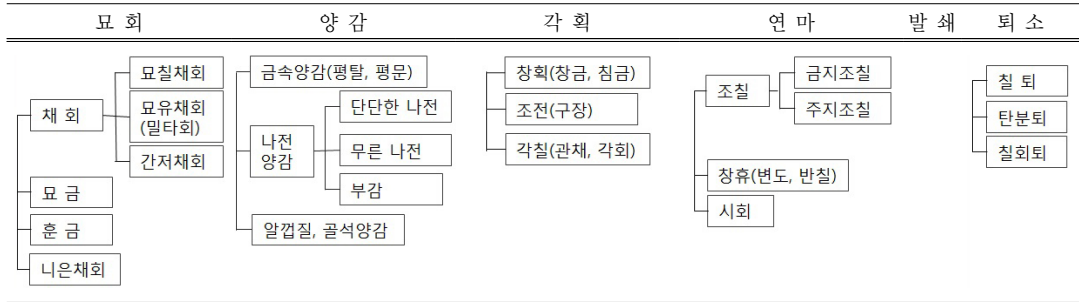 묘 회
양 감
각 획
연 마
발 쇄
퇴 소
채 회
묘칠채회
묘유채회
(밀타회)
간저채회
묘 금
훈 금
니은채회
금속양감(평탈, 평문)
나전
양감
단단한 나전
무른 나전
부감
알껍질, 골석양감
창획(창금, 침금)
조전(구장)
각칠(관채, 각회)
조칠
금지조칠
주지조칠
창휴(변도, 반칠)
시회
칠 퇴
탄분퇴
칠회퇴